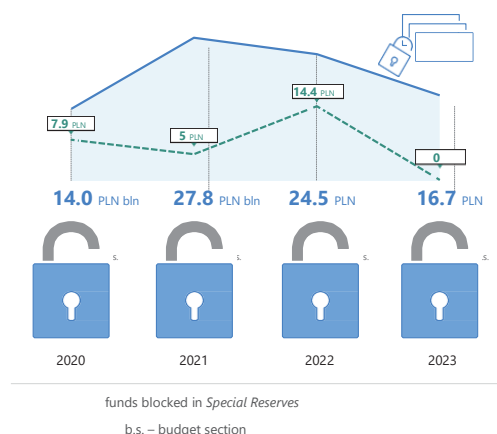 14.4 PLN
7.9 PLN
5 PLN
0
14.0 PLN bln
27.8 PLN bln
24.5 PLN
16.7 PLN
s. s. s. s.
2020 2021 2022 2023
funds blocked in Special Reserves
b.s. – budget section